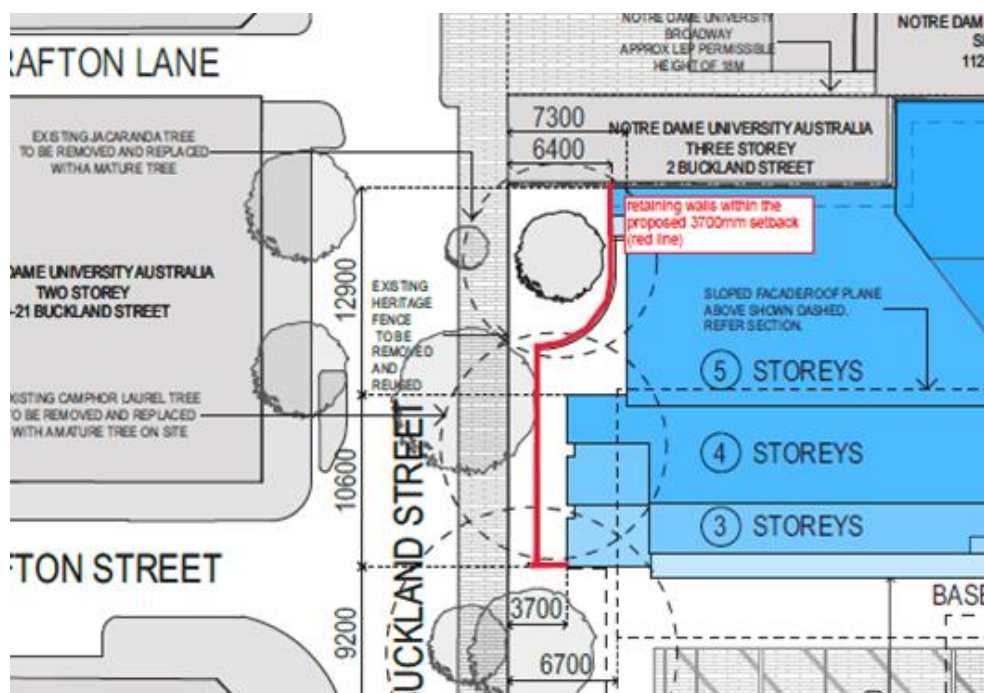 RAFTON LANE
NOTRE DAME UNIVERSITY
BROADWAY
APPROX LEP PERMISSIBLE
HEIGHT OF 18M
NOTRE DAM
112
EXISTING JACARANDA TREE
TO BE REMOVED AND REPLACED
WITH A MATURE TREE
7300
6400
NOTRE DAME UNIVERSITY AUSTRALIA
THREE STOREY
2 BUCKLAND STREET
retaining walls within the
proposed 3700mm setback
(red line)
DAME UNIVERSITY AUSTRALIA
TWO STOREY
-21 BUCKLAND STREET
12900
EXISTING
HERITAGE
FENCE
TO BE
REMOVED
AND
REUSED
SLOPED FACADE/ROOF PLANE
ABOVE SHOWN DASHED.
REFER SECTION.
5 STOREYS
XISTING CAMPHOR LAUREL TREE
TO BE REMOVED AND REPLACED
WITH A MATURE TREE ON SITE
10600
BUCKLAND STREET
4 STOREYS
3 STOREYS
FTON STREET
9200
3700
6700
BASE